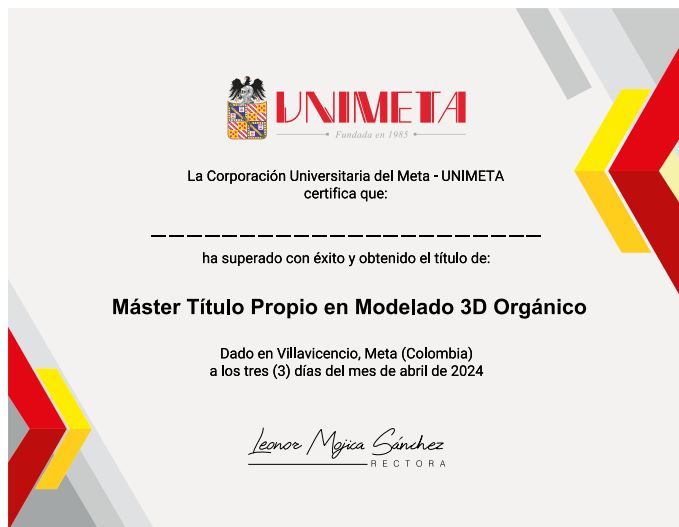 UNIMETA
Fundada en 1985
La Corporación Universitaria del Meta - UNIMETA
certifica que:
ha superado con éxito y obtenido el título de:
Máster Título Propio en Modelado 3D Orgánico
Dado en Villavicencio, Meta (Colombia)
a los tres (3) días del mes de abril de 2024
Leonor Mojica Sánchez
RECTORA